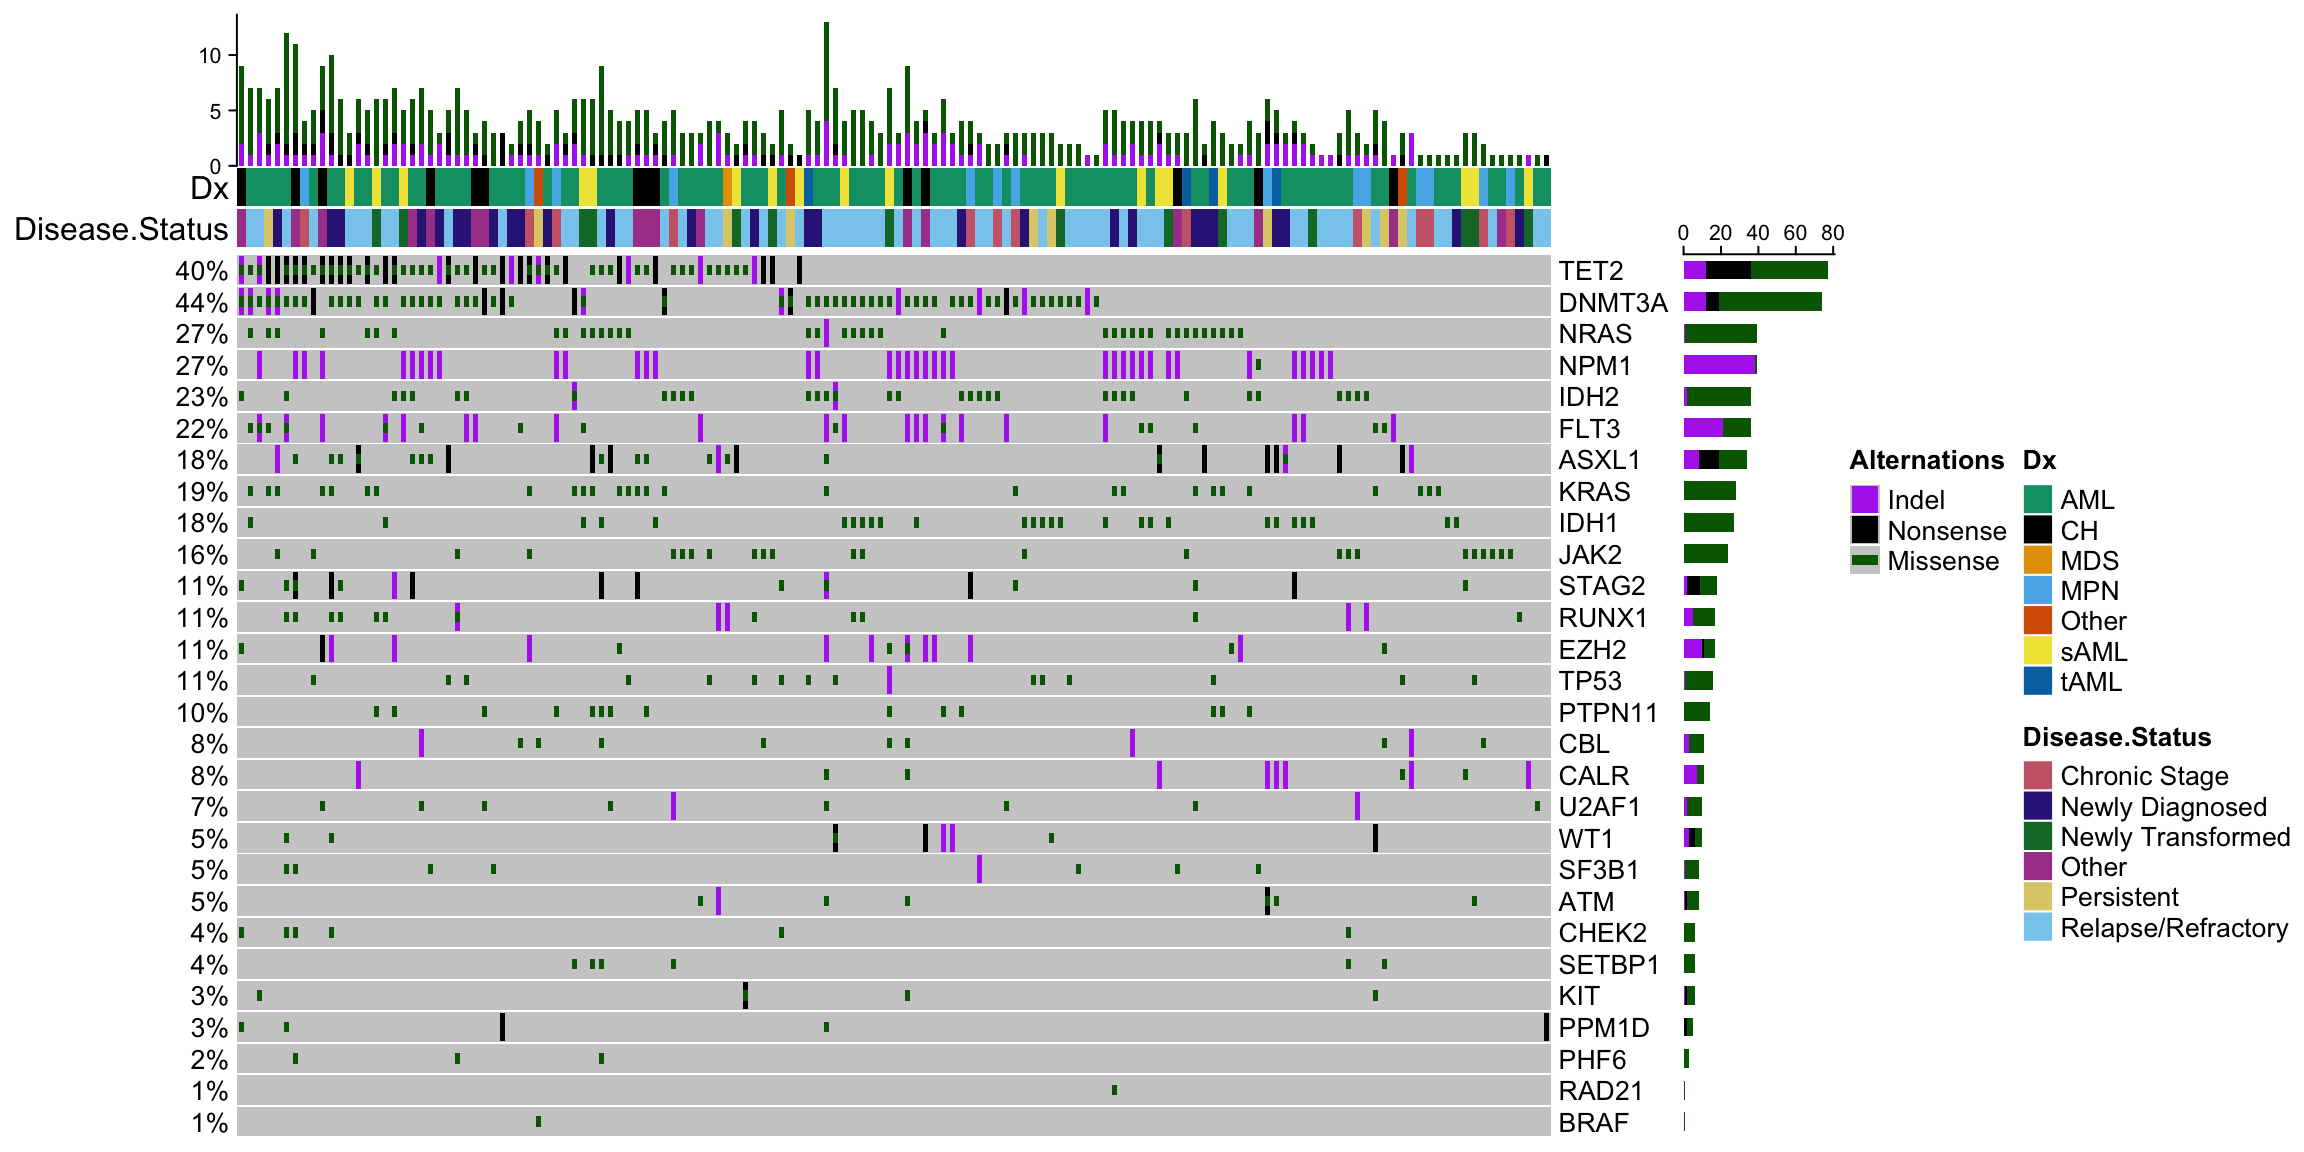 10
5
0
Dx
Disease.Status
0 20 40 60 80
40% TET2
44% DNMT3A
27% NRAS
27% NPM1
23% IDH2
22% FLT3
18% ASXL1
19% KRAS
18% IDH1
16% JAK2
11% STAG2
11% RUNX1
11% EZH2
11% TP53
10% PTPN11
8% CBL
8% CALR
7% U2AF1
5% WT1
5% SF3B1
5% ATM
4% CHEK2
4% SETBP1
3% KIT
3% PPM1D
2% PHF6
1% RAD21
1% BRAF
Alternations
Indel
Nonsense
Missense
Dx
AML
CH
MDS
MPN
Other
sAML
tAML
Disease.Status
Chronic Stage
Newly Diagnosed
Newly Transformed
Other
Persistent
Relapse/Refractory